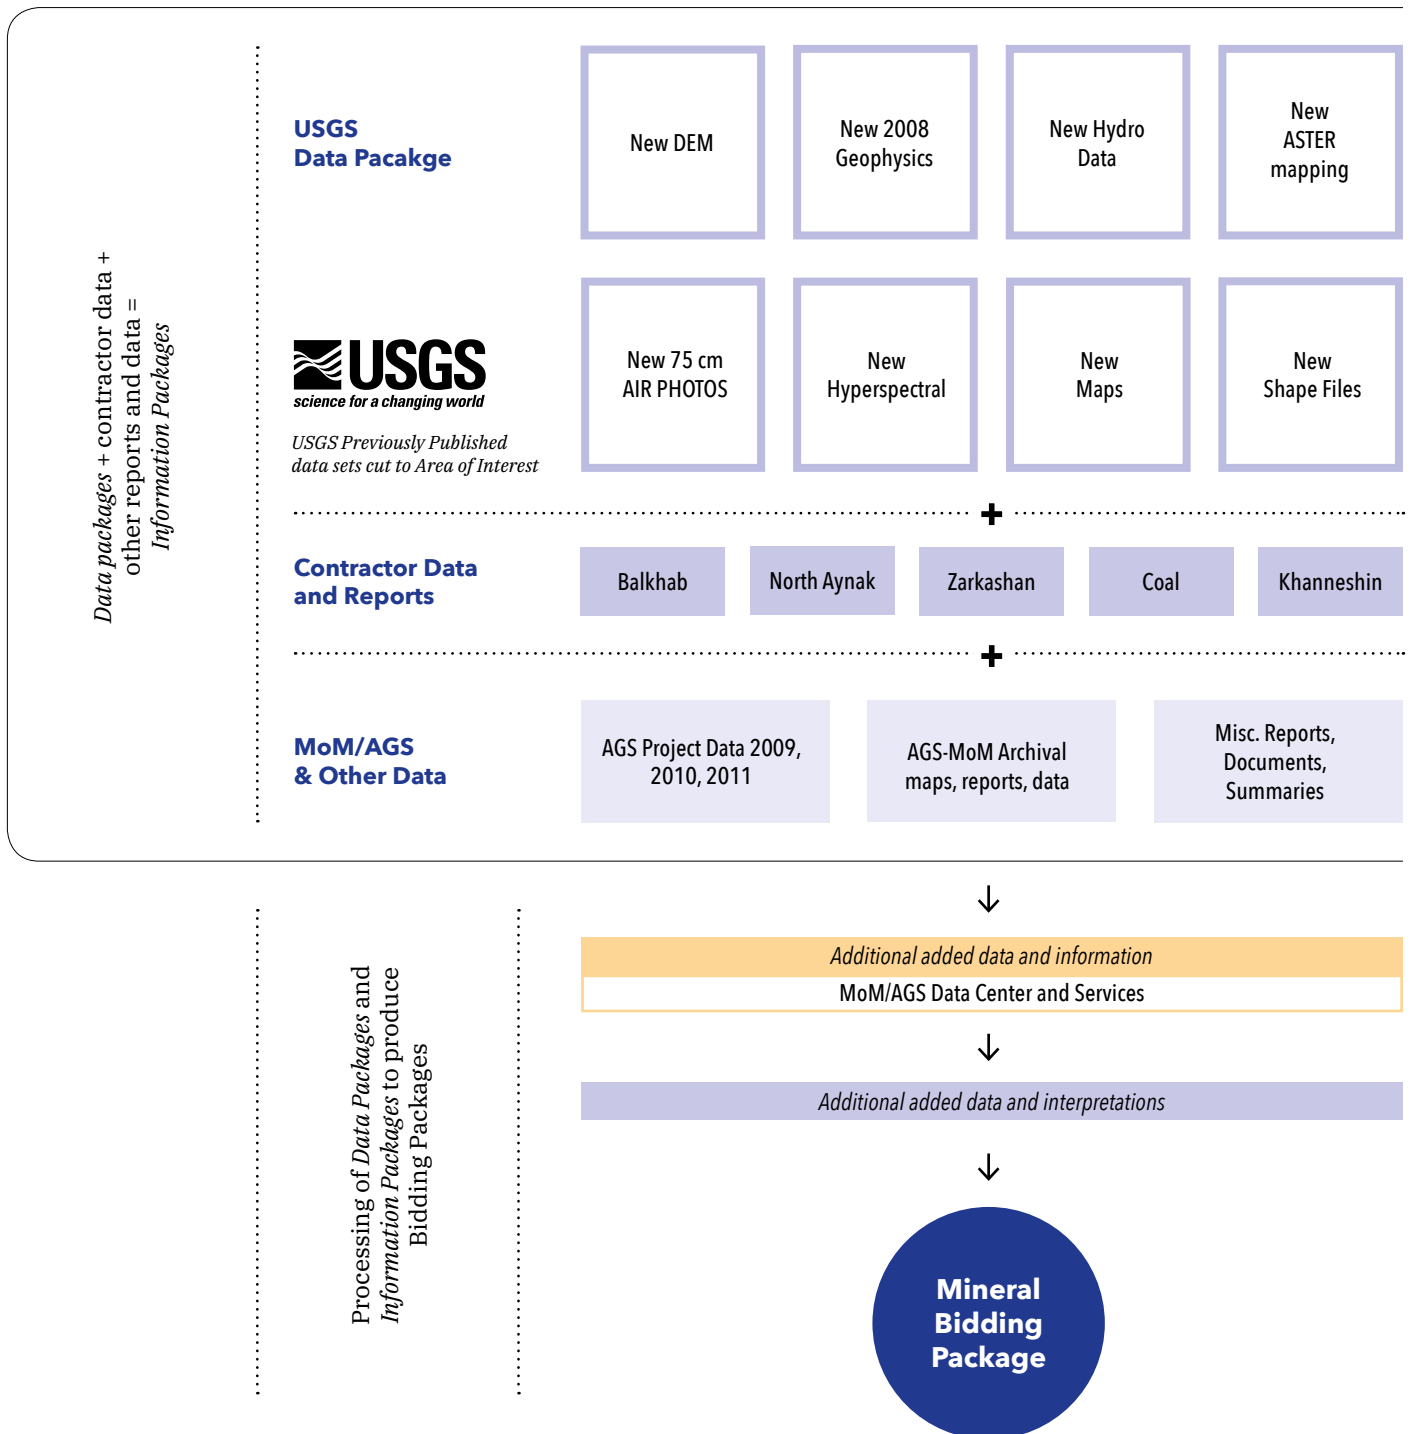 Data packages + contractor data +
other reports and data =
Information Packages
USGS
Data Pacakge
New DEM
New 2008
Geophysics
New Hydro
Data
New
ASTER
mapping
USGS
science for a changing world
USGS Previously Published
data sets cut to Area of Interest
New 75 cm
AIR PHOTOS
New
Hyperspectral
New
Maps
New
Shape Files
+
Contractor Data
and Reports
Balkhab
North Aynak
Zarkashan
Coal
Khanneshin
+
MoM/AGS
& Other Data
AGS Project Data 2009,
2010, 2011
AGS-MoM Archival
maps, reports, data
Misc. Reports,
Documents,
Summaries
Processing of Data Packages and
Information Packages to produce
Bidding Packages
Additional added data and information
MoM/AGS Data Center and Services
Additional added data and interpretations
Mineral
Bidding
Package